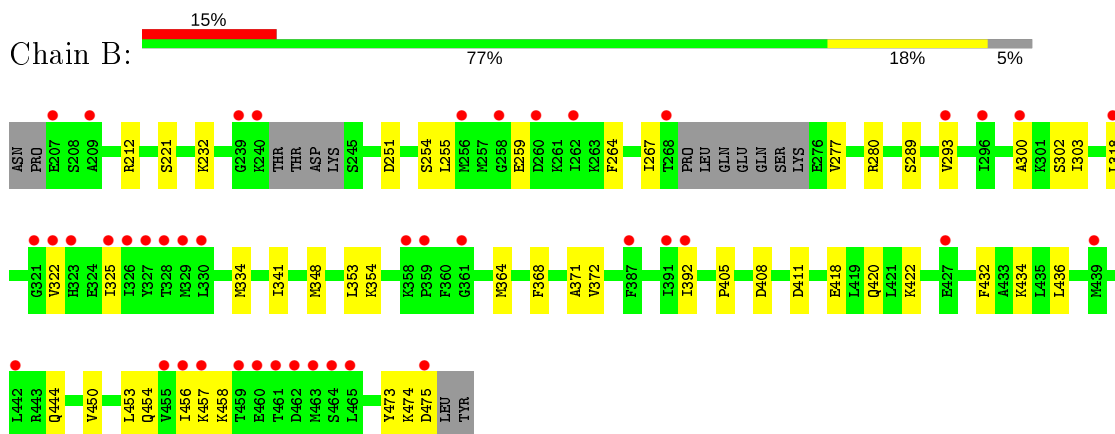 15%
Chain B:
77% 18% 5%
ASN PRO E207 S208 A209 R212 S221 K232 G239 K240 THR THR ASP LYS S245 D251 S254 L255 M256 M257 G258 E259 D260 K261 I262 K263 F264 I267 T268 PRO LEU GLN GLU GLN SER LYS E276 V277 R280 S289 V293 I296 A300 K301 S302 I303
G321 V322 H323 E324 I325 I326 Y327 T328 M329 L330 M334 I341 M348 L353 K354 K358 P359 F360 G361 M364 F368 A371 V372 F387 I391 I392 P405 D408 D411 E418 L419 Q420 L421 K422 E427 F432 A433 K434 L435 L436 M439
L442 R443 Q444 V450 L453 Q454 V455 I456 K457 K458 T459 E460 T461 D462 M463 S464 L465 Y473 K474 D475 LEU TYR